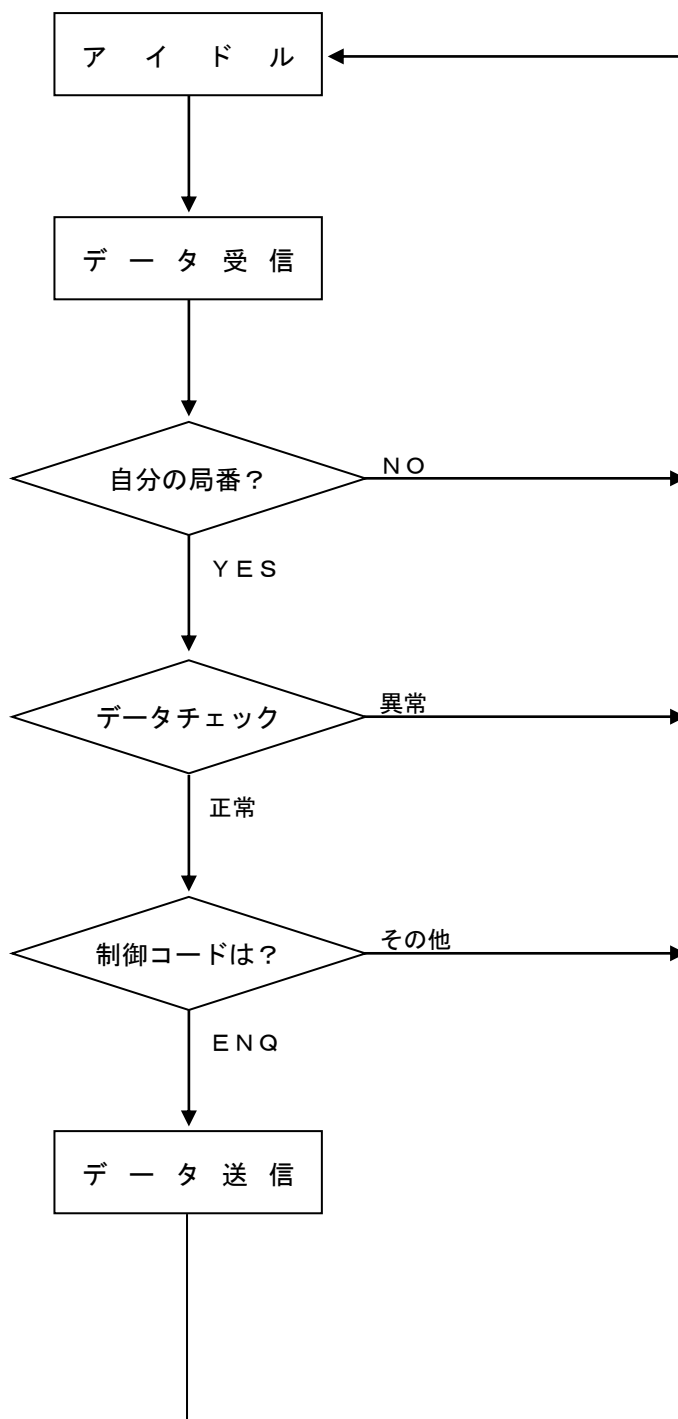 アイドル
データ受信
自分の局番？
ＮＯ
ＹＥＳ
データチェック
異常
正常
制御コードは？
その他
ＥＮＱ
データ送信